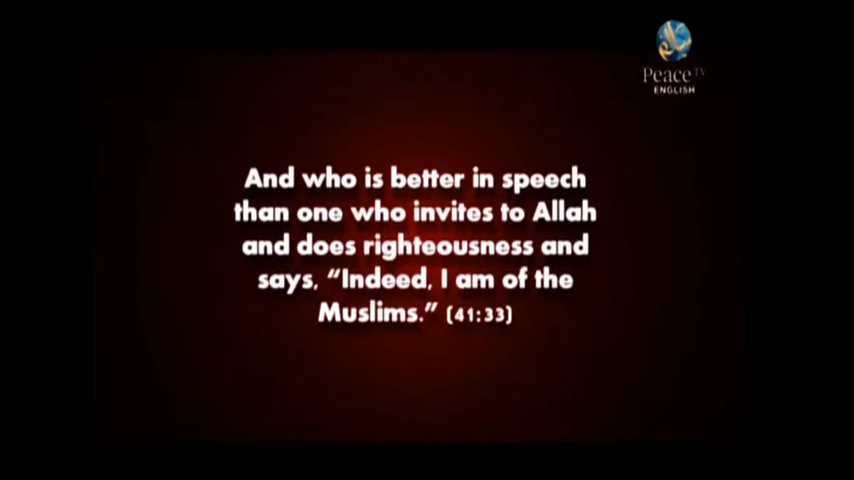 Peace TV
ENGLISH
And who is better in speech
than one who invites to Allah
and does righteousness and
says, “Indeed, I am of the
Muslims.” (41:33)